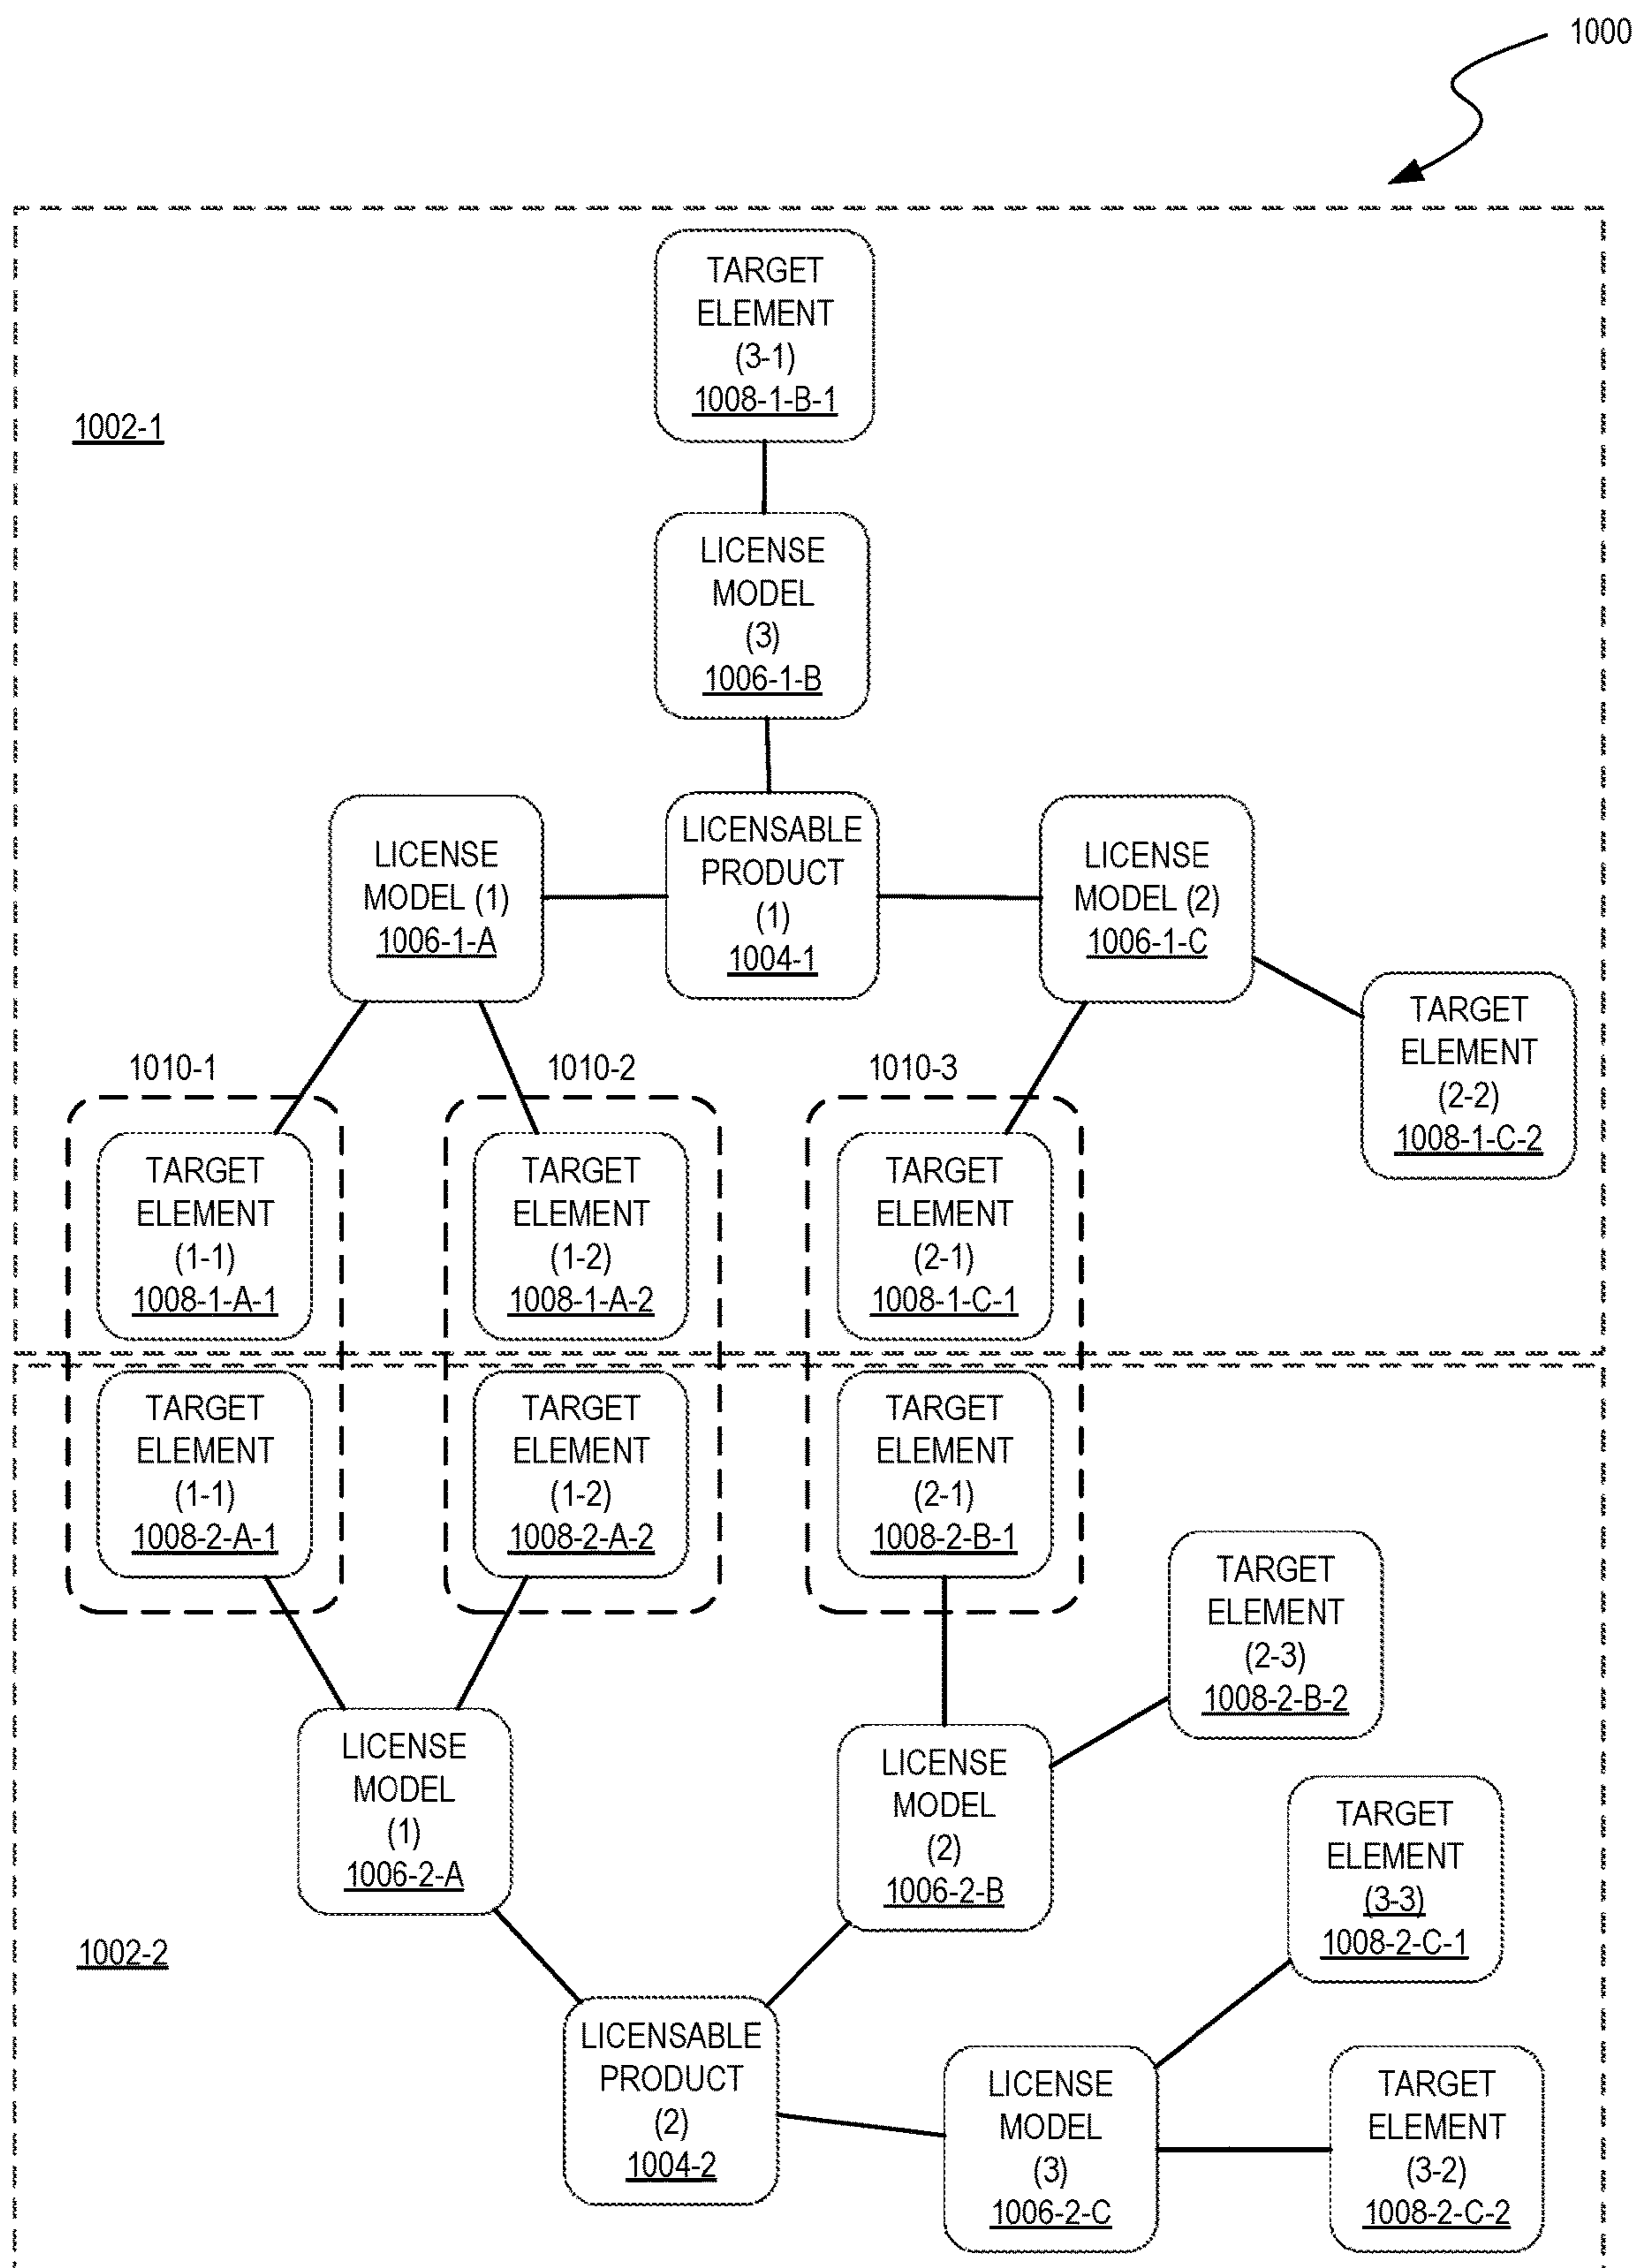 1000
TARGET
ELEMENT
(3-1)
1008-1-B-1
1002-1
LICENSE
MODEL
(3)
1006-1-B
LICENSE
MODEL (1)
1006-1-A
LICENSABLE
PRODUCT
(1)
1004-1
LICENSE
MODEL (2)
1006-1-C
TARGET
ELEMENT
(2-2)
1008-1-C-2
1010-1
1010-2
1010-3
TARGET
ELEMENT
(1-1)
1008-1-A-1
TARGET
ELEMENT
(1-2)
1008-1-A-2
TARGET
ELEMENT
(2-1)
1008-1-C-1
TARGET
ELEMENT
(1-1)
1008-2-A-1
TARGET
ELEMENT
(1-2)
1008-2-A-2
TARGET
ELEMENT
(2-1)
1008-2-B-1
TARGET
ELEMENT
(2-3)
1008-2-B-2
LICENSE
MODEL
(1)
1006-2-A
LICENSE
MODEL
(2)
1006-2-B
TARGET
ELEMENT
(3-3)
1008-2-C-1
1002-2
LICENSABLE
PRODUCT
(2)
1004-2
LICENSE
MODEL
(3)
1006-2-C
TARGET
ELEMENT
(3-2)
1008-2-C-2